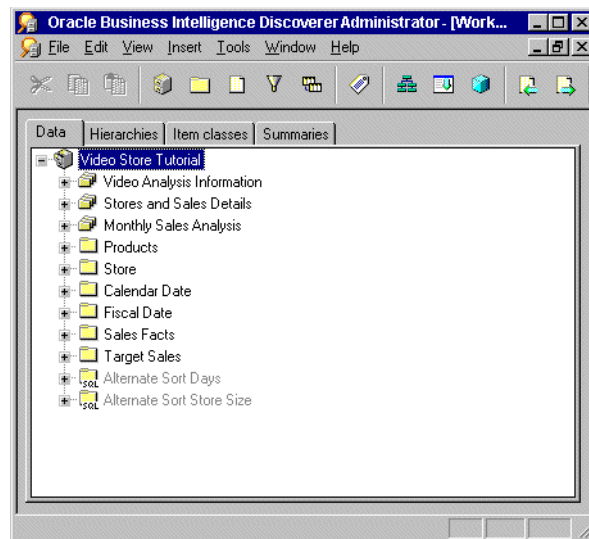 Oracle Business Intelligence Discoverer Administrator - [Work...
File Edit View Insert Tools Window Help
Data Hierarchies Item classes Summaries
Video Store Tutorial
Video Analysis Information
Stores and Sales Details
Monthly Sales Analysis
Products
Store
Calendar Date
Fiscal Date
Sales Facts
Target Sales
SQL Alternate Sort Days
SQL Alternate Sort Store Size